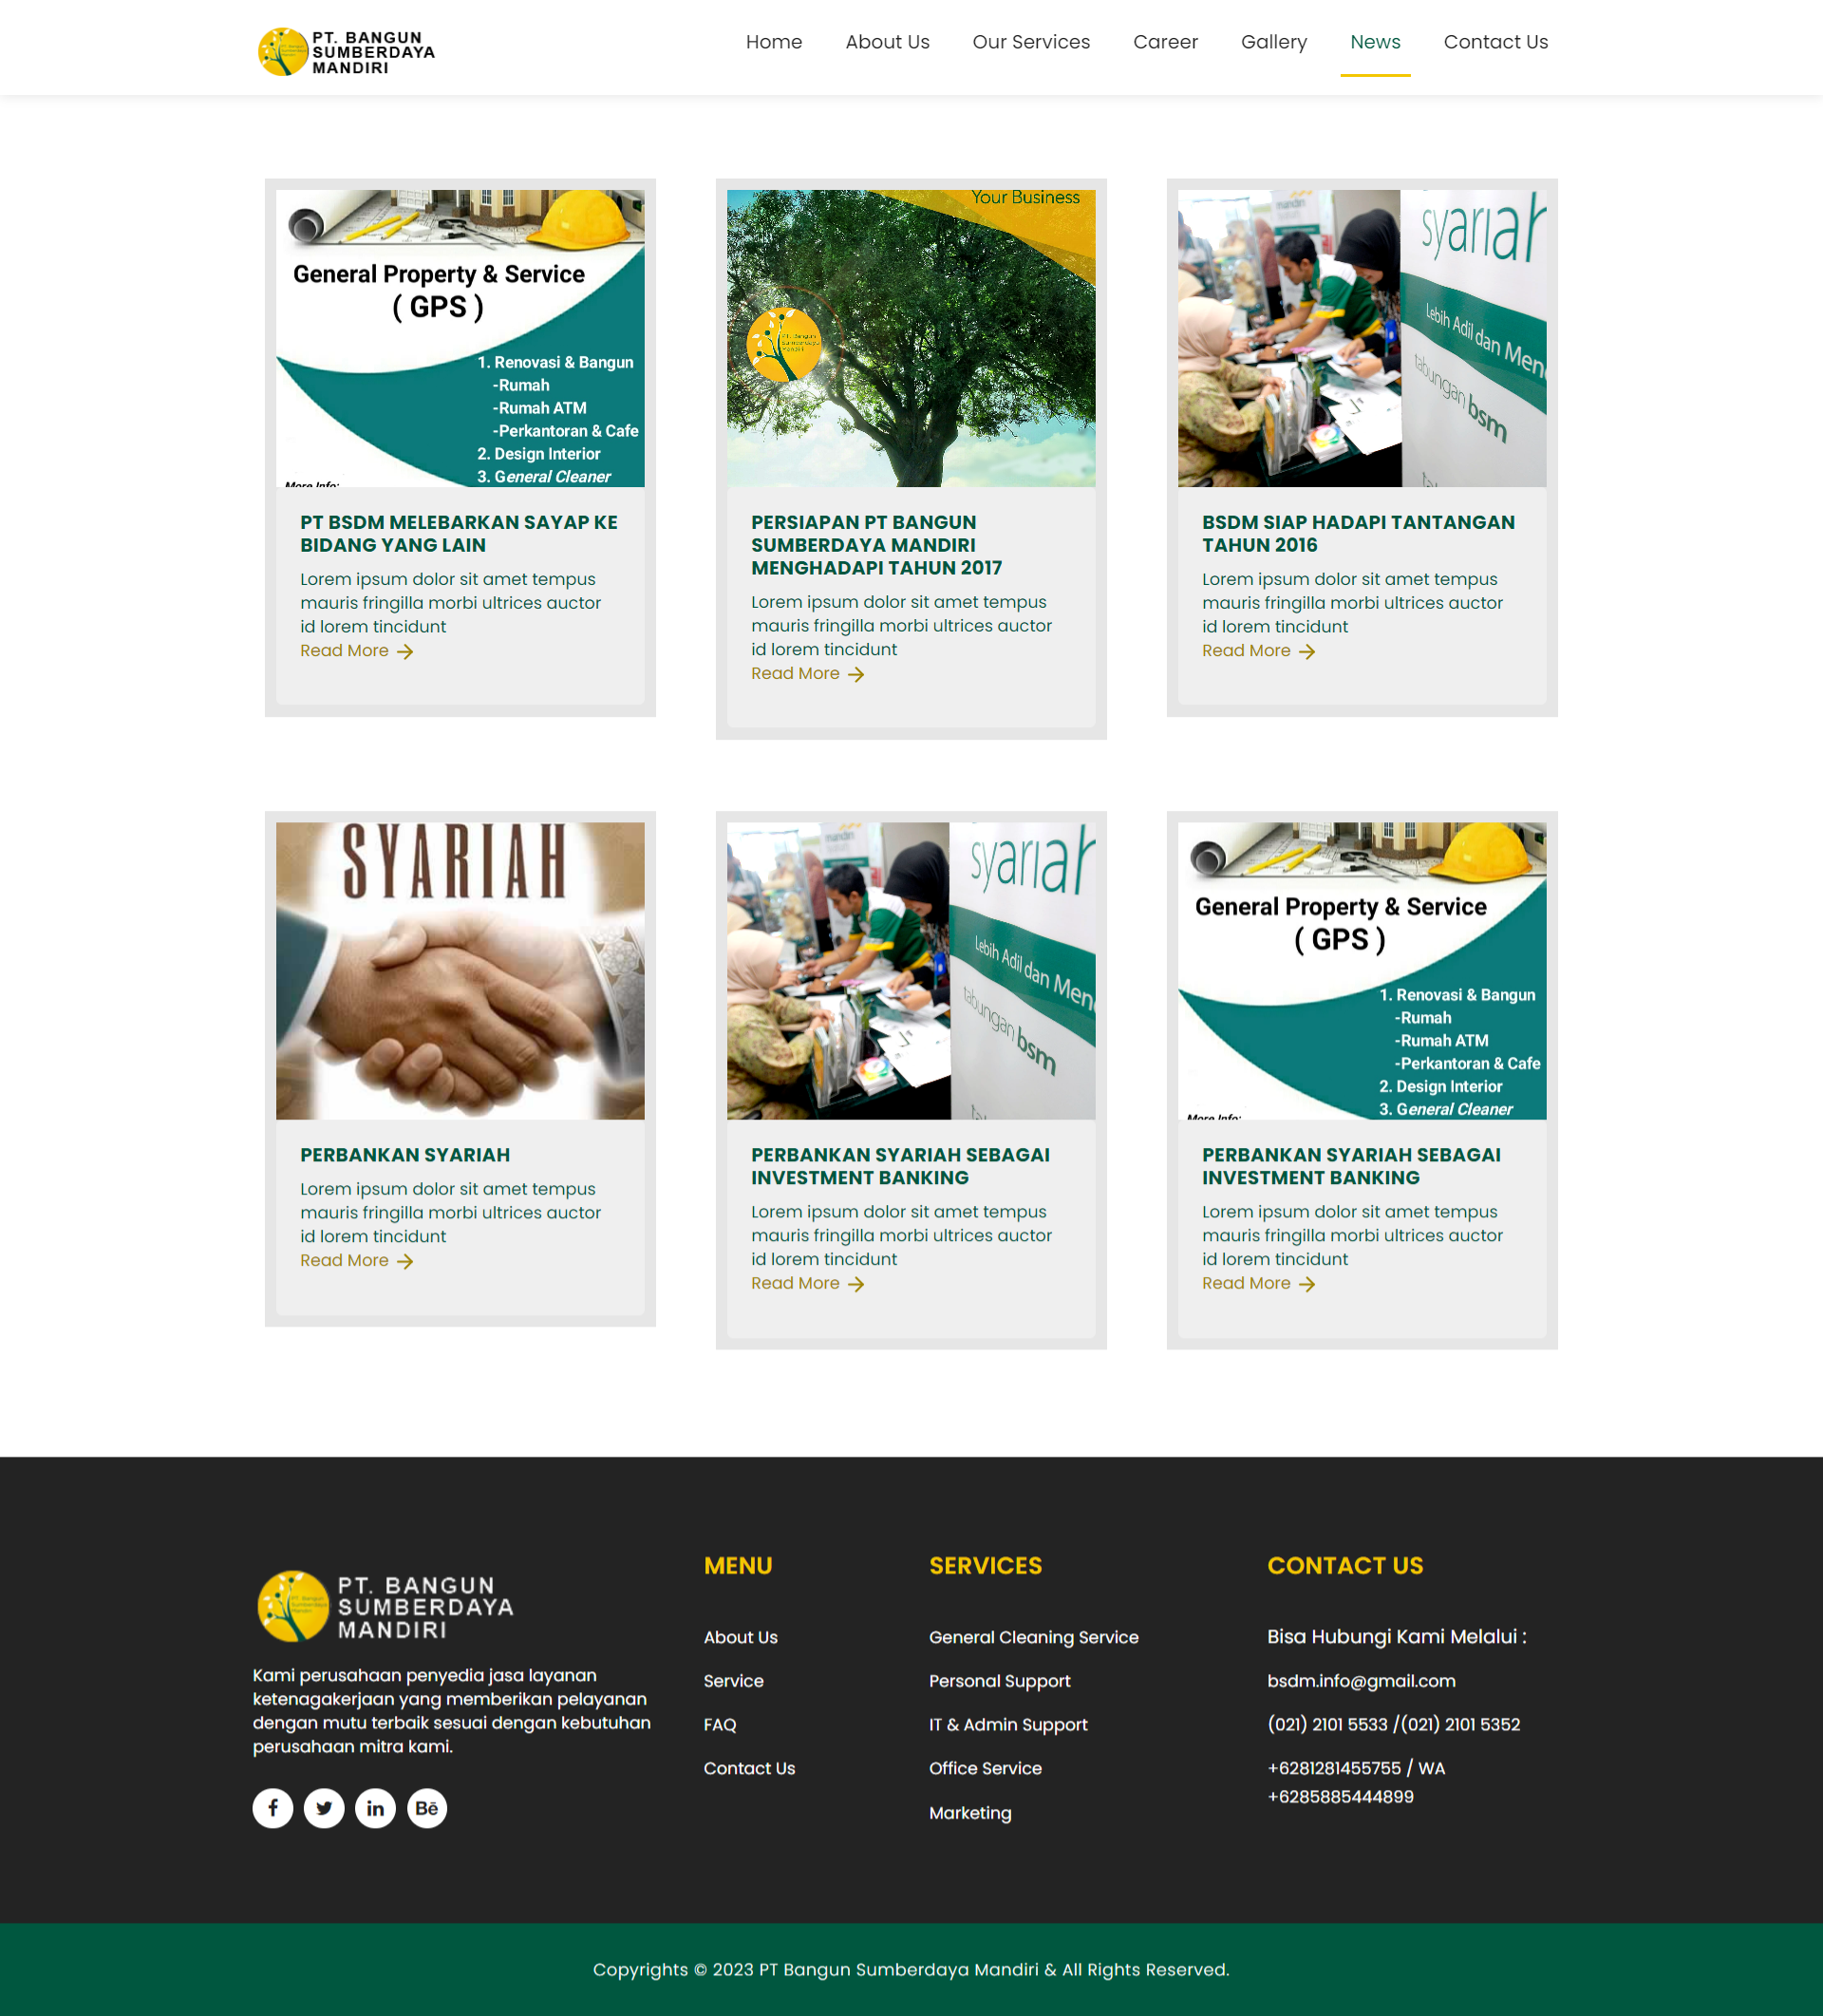 PT. BANGUN
SUMBERDAYA
MANDIRI
Home
About Us
Our Services
Career
Gallery
News
Contact Us
General Property & Service
( GPS )
1. Renovasi & Bangun
-Rumah
-Rumah ATM
-Perkantoran & Cafe
2. Design Interior
3. General Cleaner
More Info:
PT BSDM MELEBARKAN SAYAP KE
BIDANG YANG LAIN
Lorem ipsum dolor sit amet tempus
mauris fringilla morbi ultrices auctor
id lorem tincidunt
Read More
Your Business
PT. Bangun
Sumberdaya
Mandiri
PERSIAPAN PT BANGUN
SUMBERDAYA MANDIRI
MENGHADAPI TAHUN 2017
Lorem ipsum dolor sit amet tempus
mauris fringilla morbi ultrices auctor
id lorem tincidunt
Read More
mandiri
syariah
Lebih Adil dan Men
tabungan bsm
BSDM SIAP HADAPI TANTANGAN
TAHUN 2016
Lorem ipsum dolor sit amet tempus
mauris fringilla morbi ultrices auctor
id lorem tincidunt
Read More
SYARIAH
PERBANKAN SYARIAH
Lorem ipsum dolor sit amet tempus
mauris fringilla morbi ultrices auctor
id lorem tincidunt
Read More
mandiri
syariah
Lebih Adil dan Men
tabungan bsm
PERBANKAN SYARIAH SEBAGAI
INVESTMENT BANKING
Lorem ipsum dolor sit amet tempus
mauris fringilla morbi ultrices auctor
id lorem tincidunt
Read More
General Property & Service
( GPS )
1. Renovasi & Bangun
-Rumah
-Rumah ATM
-Perkantoran & Cafe
2. Design Interior
3. General Cleaner
More Info:
PERBANKAN SYARIAH SEBAGAI
INVESTMENT BANKING
Lorem ipsum dolor sit amet tempus
mauris fringilla morbi ultrices auctor
id lorem tincidunt
Read More
PT. BANGUN
SUMBERDAYA
MANDIRI
Kami perusahaan penyedia jasa layanan
ketenagakerjaan yang memberikan pelayanan
dengan mutu terbaik sesuai dengan kebutuhan
perusahaan mitra kami.
MENU
About Us
Service
FAQ
Contact Us
SERVICES
General Cleaning Service
Personal Support
IT & Admin Support
Office Service
Marketing
CONTACT US
Bisa Hubungi Kami Melalui :
bsdm.info@gmail.com
(021) 2101 5533 /(021) 2101 5352
+6281281455755 / WA
+6285885444899
Copyrights © 2023 PT Bangun Sumberdaya Mandiri & All Rights Reserved.